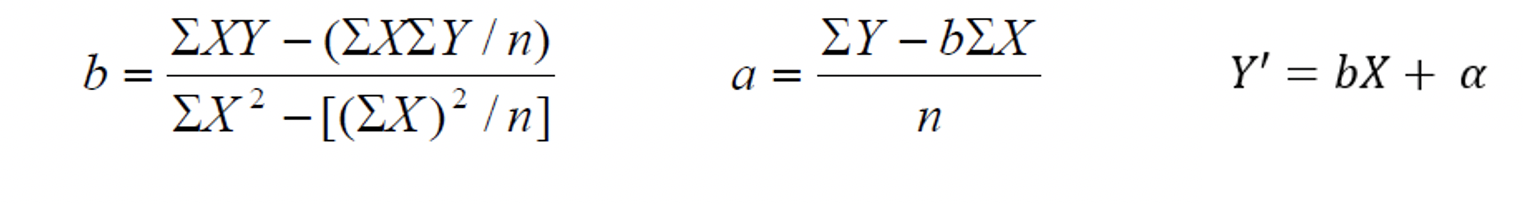 b = ΣXY – (ΣXΣY / n) / ΣX² – [(ΣX)² / n]
a = ΣY – bΣX / n
Y′ = bX + α